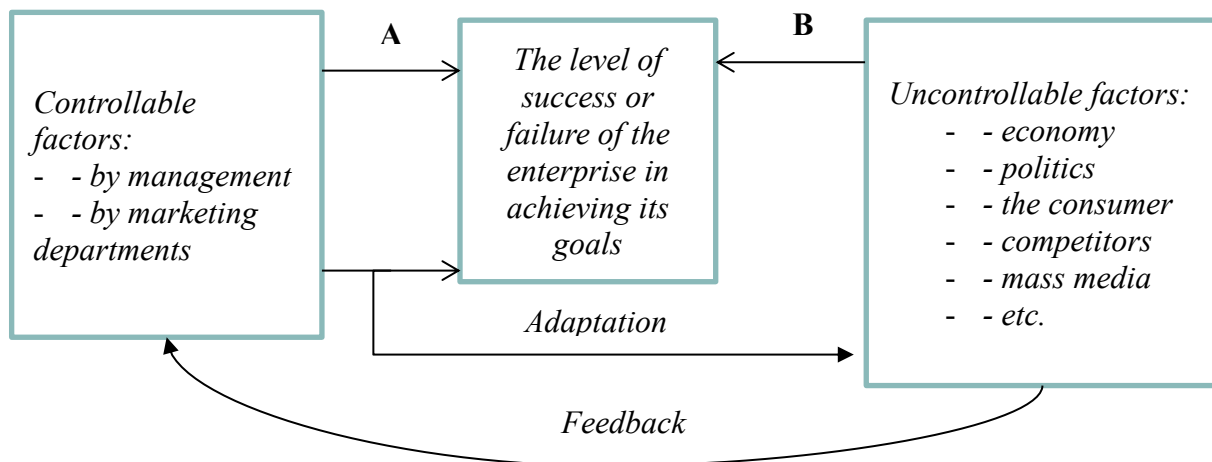 A
B
Controllable
factors:
- - by management
- - by marketing
departments
The level of
success or
failure of the
enterprise in
achieving its
goals
Uncontrollable factors:
- - economy
- - politics
- - the consumer
- - competitors
- - mass media
- - etc.
Adaptation
Feedback